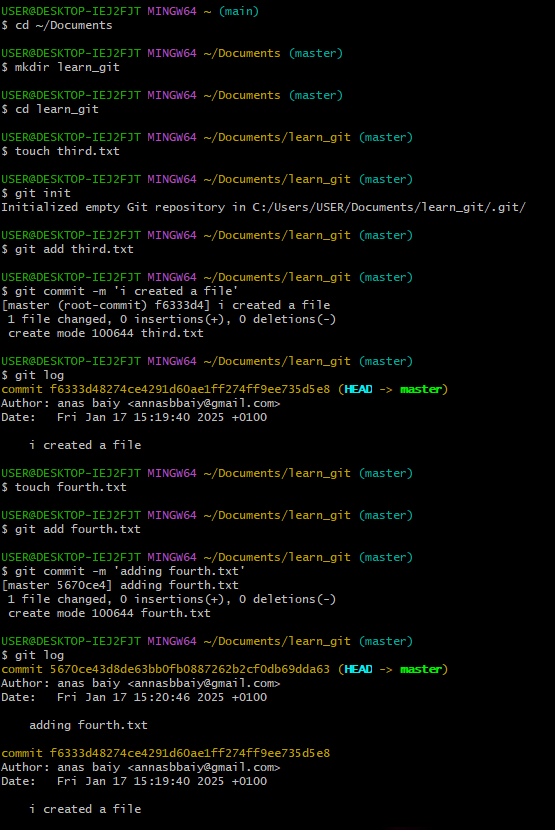 USER@DESKTOP-IEJ2FJT MINGW64 ~ (main)
$ cd ~/Documents
USER@DESKTOP-IEJ2FJT MINGW64 ~/Documents (master)
$ mkdir learn_git
USER@DESKTOP-IEJ2FJT MINGW64 ~/Documents (master)
$ cd learn_git
USER@DESKTOP-IEJ2FJT MINGW64 ~/Documents/learn_git (master)
$ touch third.txt
USER@DESKTOP-IEJ2FJT MINGW64 ~/Documents/learn_git (master)
$ git init
Initialized empty Git repository in C:/Users/USER/Documents/learn_git/.git/
USER@DESKTOP-IEJ2FJT MINGW64 ~/Documents/learn_git (master)
$ git add third.txt
USER@DESKTOP-IEJ2FJT MINGW64 ~/Documents/learn_git (master)
$ git commit -m 'i created a file'
[master (root-commit) f6333d4] i created a file
 1 file changed, 0 insertions(+), 0 deletions(-)
 create mode 100644 third.txt
USER@DESKTOP-IEJ2FJT MINGW64 ~/Documents/learn_git (master)
$ git log
commit f6333d48274ce4291d60ae1ff274ff9ee735d5e8 (HEAD -> master)
Author: anas baiy <annasbbaiy@gmail.com>
Date:   Fri Jan 17 15:19:40 2025 +0100
    i created a file
USER@DESKTOP-IEJ2FJT MINGW64 ~/Documents/learn_git (master)
$ touch fourth.txt
USER@DESKTOP-IEJ2FJT MINGW64 ~/Documents/learn_git (master)
$ git add fourth.txt
USER@DESKTOP-IEJ2FJT MINGW64 ~/Documents/learn_git (master)
$ git commit -m 'adding fourth.txt'
[master 5670ce4] adding fourth.txt
 1 file changed, 0 insertions(+), 0 deletions(-)
 create mode 100644 fourth.txt
USER@DESKTOP-IEJ2FJT MINGW64 ~/Documents/learn_git (master)
$ git log
commit 5670ce43d8de63bb0fb0887262b2cf0db69dda63 (HEAD -> master)
Author: anas baiy <annasbbaiy@gmail.com>
Date:   Fri Jan 17 15:20:46 2025 +0100
    adding fourth.txt
commit f6333d48274ce4291d60ae1ff274ff9ee735d5e8
Author: anas baiy <annasbbaiy@gmail.com>
Date:   Fri Jan 17 15:19:40 2025 +0100
    i created a file